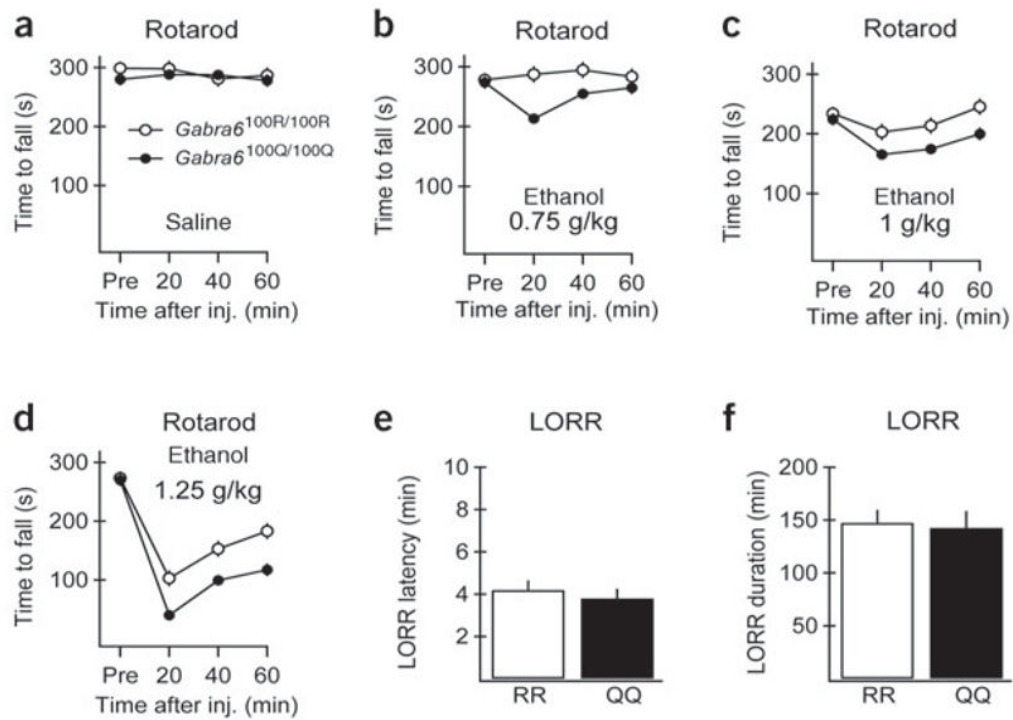 a
Rotarod
Time to fall (s)
300
200
100
Gabra6^100R/100R
Gabra6^100Q/100Q
Saline
Pre 20 40 60
Time after inj. (min)
b
Rotarod
Time to fall (s)
300
200
100
Ethanol
0.75 g/kg
Pre 20 40 60
Time after inj. (min)
c
Rotarod
Time to fall (s)
300
200
100
Ethanol
1 g/kg
Pre 20 40 60
Time after inj. (min)
d
Rotarod
Ethanol
1.25 g/kg
Time to fall (s)
300
200
100
Pre 20 40 60
Time after inj. (min)
e
LORR
LORR latency (min)
10
8
6
4
2
RR QQ
f
LORR
LORR duration (min)
200
150
100
50
RR QQ